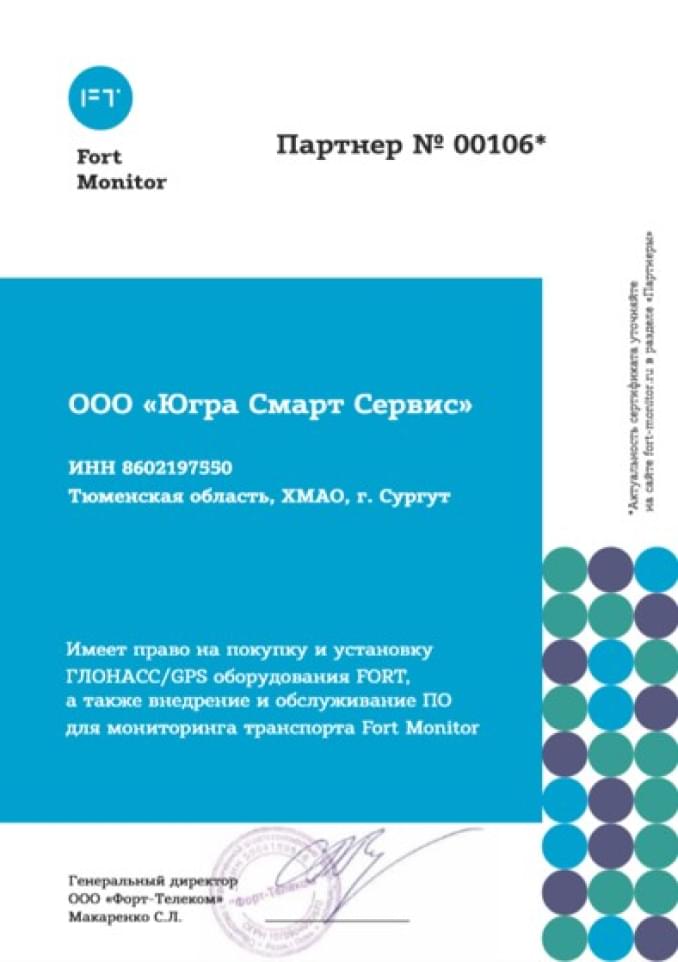 FT
Fort
Monitor
Партнер № 00106*
*Актуальность сертификата уточняйте
на сайте fort-monitor.ru в разделе «Партнеры»
ООО «Югра Смарт Сервис»
ИНН 8602197550
Тюменская область, ХМАО, г. Сургут
Имеет право на покупку и установку
ГЛОНАСС/GPS оборудования FORT,
а также внедрение и обслуживание ПО
для мониторинга транспорта Fort Monitor
Генеральный директор
ООО «Форт-Телеком»
Макаренко С.Л.
"Форт-Телеком"